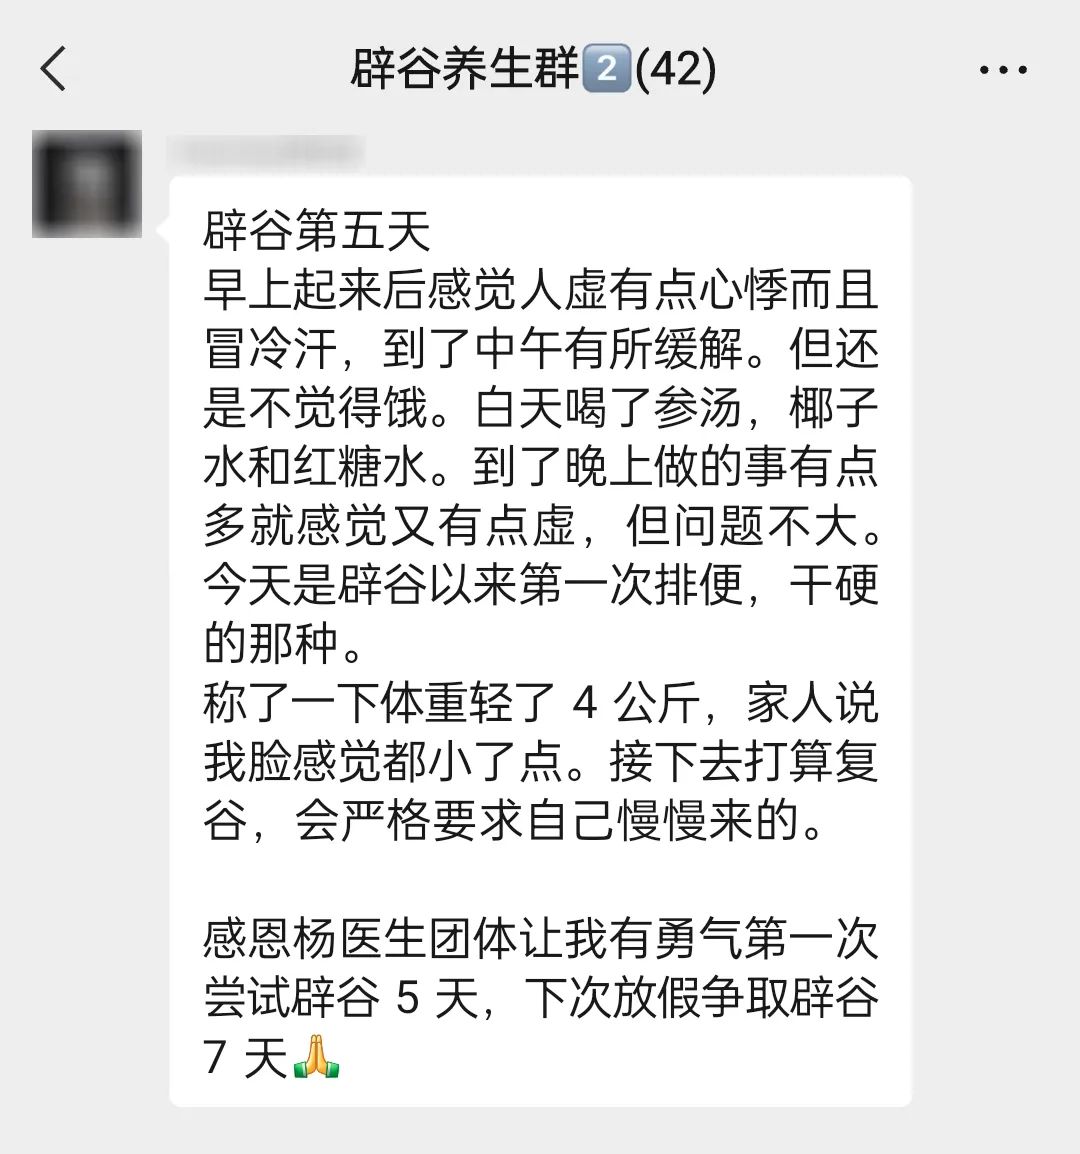 辟谷养生群2️⃣(42)
辟谷第五天
早上起来后感觉人虚有点心悸而且
冒冷汗，到了中午有所缓解。但还
是不觉得饿。白天喝了参汤，椰子
水和红糖水。到了晚上做的事有点
多就感觉又有点虚，但问题不大。
今天是辟谷以来第一次排便，干硬
的那种。
称了一下体重轻了 4 公斤，家人说
我脸感觉都小了点。接下去打算复
谷，会严格要求自己慢慢来的。
感恩杨医生团体让我有勇气第一次
尝试辟谷 5 天，下次放假争取辟谷
7 天🙏